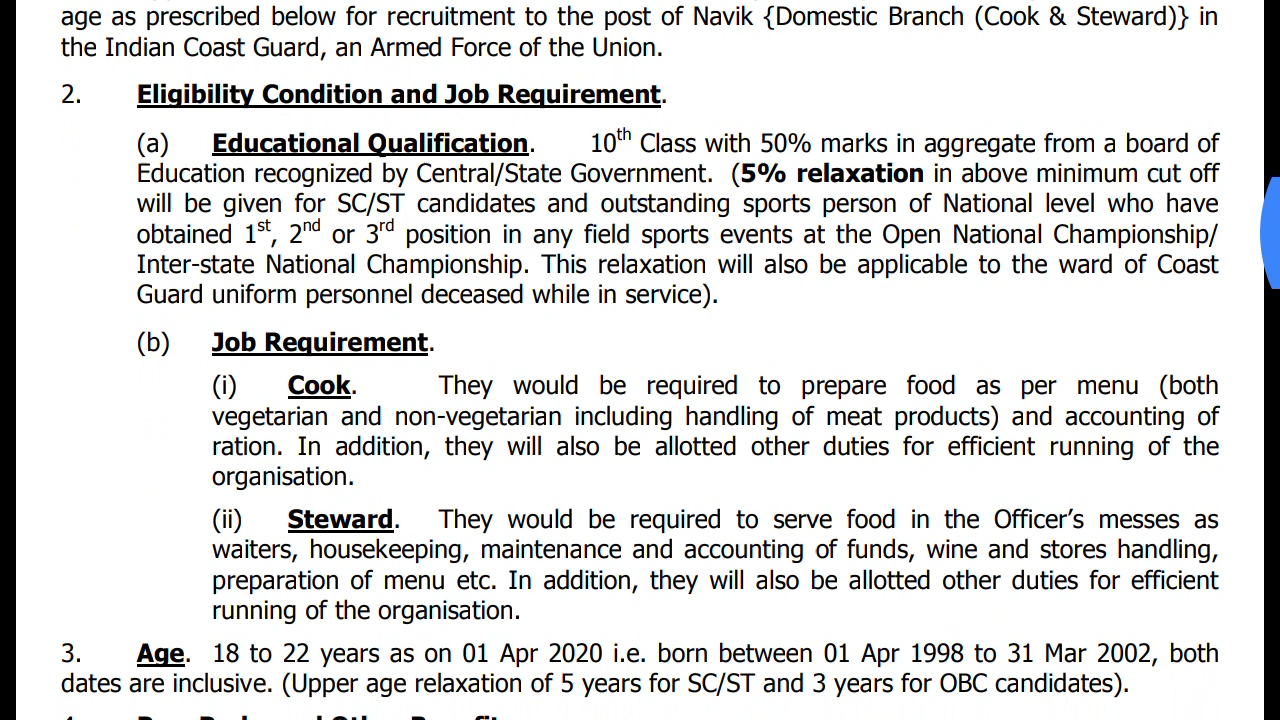 age as prescribed below for recruitment to the post of Navik {Domestic Branch (Cook & Steward)} in
the Indian Coast Guard, an Armed Force of the Union.
2. Eligibility Condition and Job Requirement.
(a) Educational Qualification. 10th Class with 50% marks in aggregate from a board of
Education recognized by Central/State Government. (5% relaxation in above minimum cut off
will be given for SC/ST candidates and outstanding sports person of National level who have
obtained 1st, 2nd or 3rd position in any field sports events at the Open National Championship/
Inter-state National Championship. This relaxation will also be applicable to the ward of Coast
Guard uniform personnel deceased while in service).
(b) Job Requirement.
(i) Cook. They would be required to prepare food as per menu (both
vegetarian and non-vegetarian including handling of meat products) and accounting of
ration. In addition, they will also be allotted other duties for efficient running of the
organisation.
(ii) Steward. They would be required to serve food in the Officer's messes as
waiters, housekeeping, maintenance and accounting of funds, wine and stores handling,
preparation of menu etc. In addition, they will also be allotted other duties for efficient
running of the organisation.
3. Age. 18 to 22 years as on 01 Apr 2020 i.e. born between 01 Apr 1998 to 31 Mar 2002, both
dates are inclusive. (Upper age relaxation of 5 years for SC/ST and 3 years for OBC candidates).